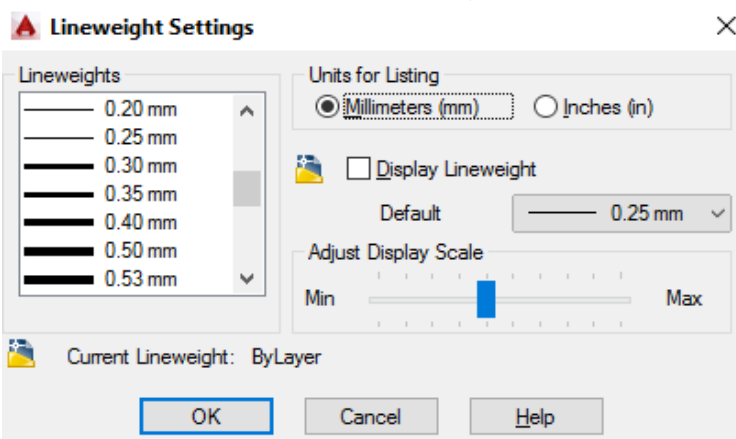 Lineweight Settings
Lineweights
0.20 mm
0.25 mm
0.30 mm
0.35 mm
0.40 mm
0.50 mm
0.53 mm
Units for Listing
Millimeters (mm)
Inches (in)
Display Lineweight
Default
0.25 mm
Adjust Display Scale
Min
Max
Current Lineweight: ByLayer
OK
Cancel
Help